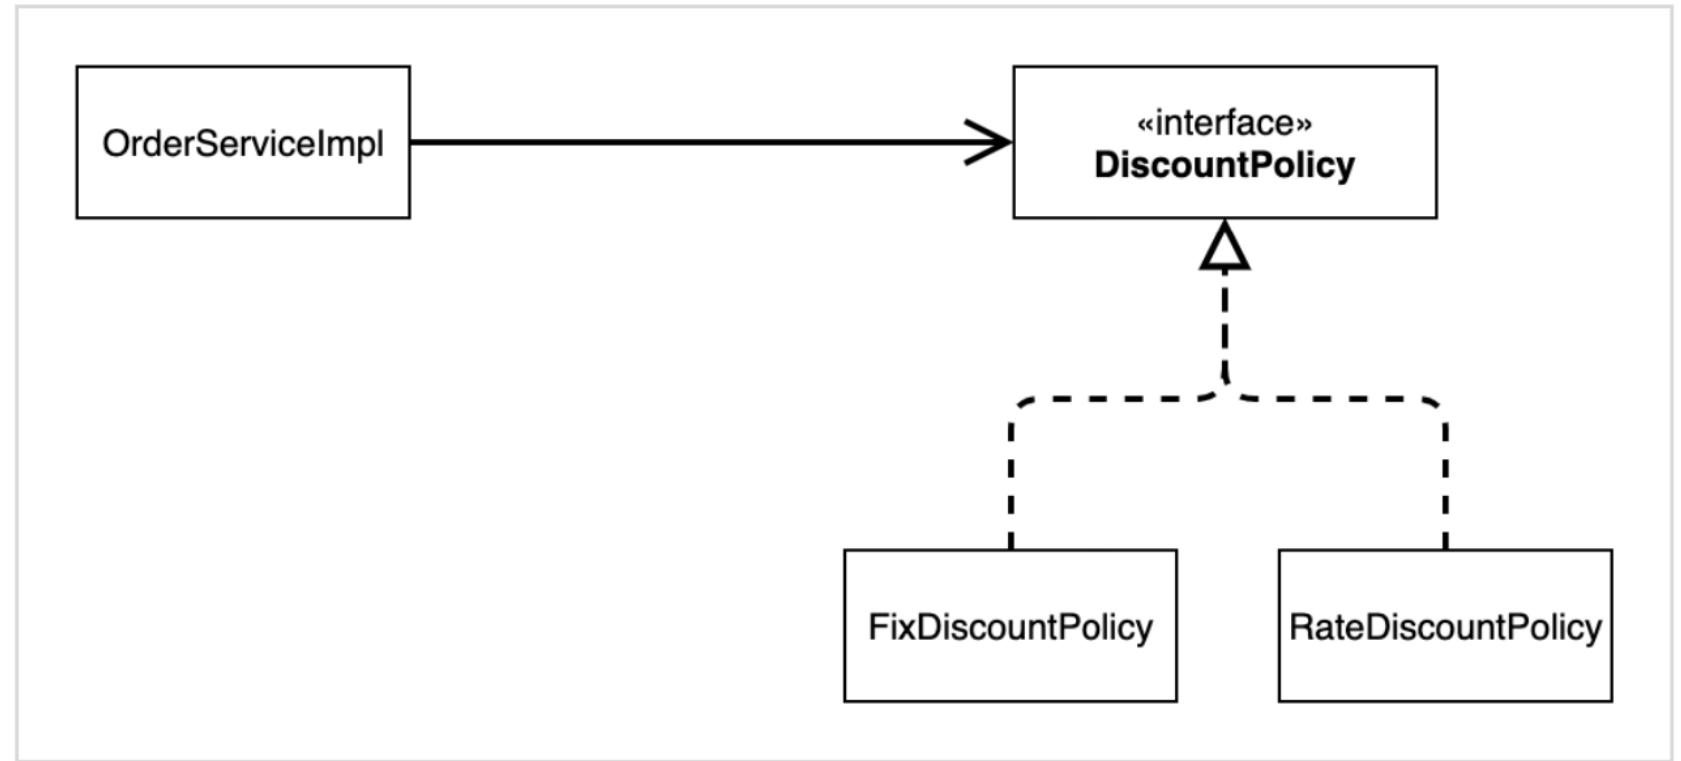 OrderServiceImpl
«interface»
DiscountPolicy
FixDiscountPolicy
RateDiscountPolicy